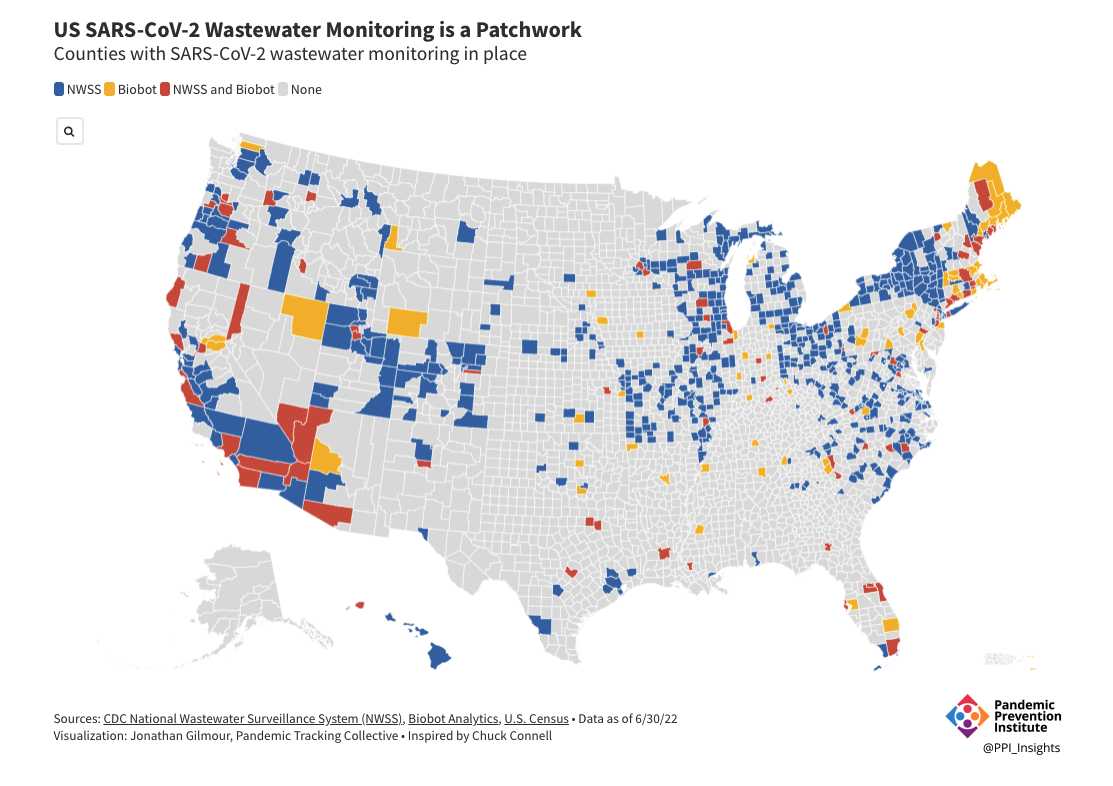 US SARS-CoV-2 Wastewater Monitoring is a Patchwork
Counties with SARS-CoV-2 wastewater monitoring in place
NWSS Biobot NWSS and Biobot None
Sources: CDC National Wastewater Surveillance System (NWSS), Biobot Analytics, U.S. Census • Data as of 6/30/22
Visualization: Jonathan Gilmour, Pandemic Tracking Collective • Inspired by Chuck Connell
Pandemic
Prevention
Institute
@PPI_Insights